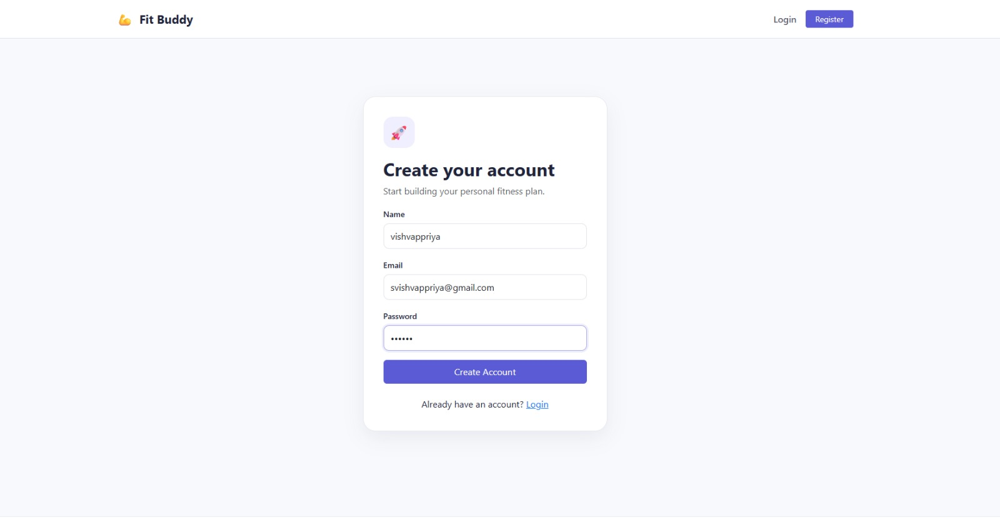 Fit Buddy
Login
Register
Create your account
Start building your personal fitness plan.
Name
vishvappriya
Email
svishvappriya@gmail.com
Password
••••••
Create Account
Already have an account? Login